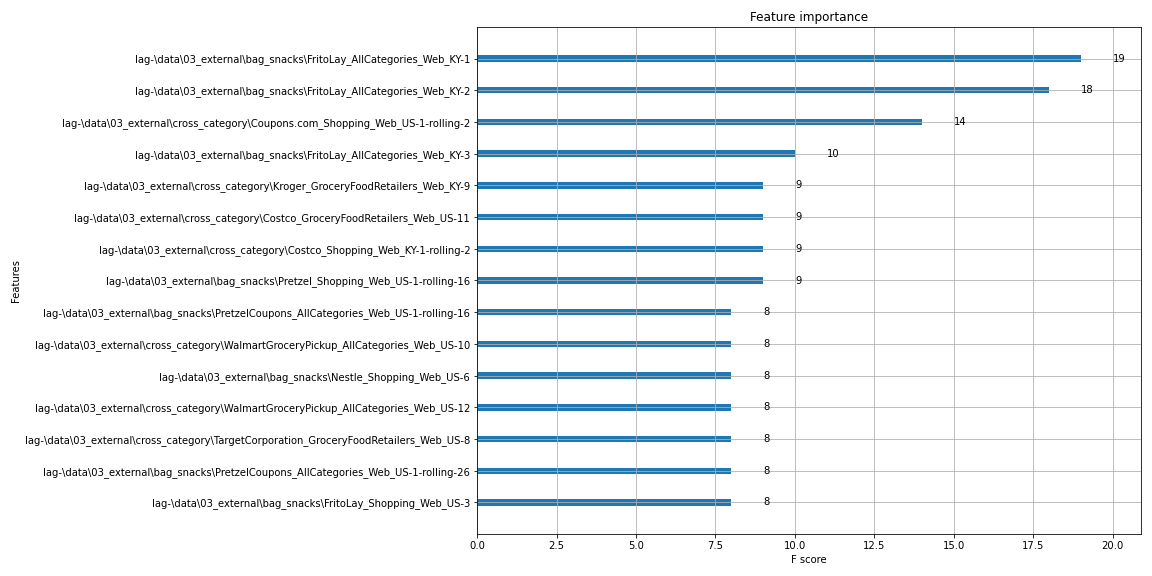 Feature importance
lag-\data\03_external\bag_snacks\FritoLay_AllCategories_Web_KY-1 19
lag-\data\03_external\bag_snacks\FritoLay_AllCategories_Web_KY-2 18
lag-\data\03_external\cross_category\Coupons.com_Shopping_Web_US-1-rolling-2 14
lag-\data\03_external\bag_snacks\FritoLay_AllCategories_Web_KY-3 10
lag-\data\03_external\cross_category\Kroger_GroceryFoodRetailers_Web_KY-9 9
lag-\data\03_external\cross_category\Costco_GroceryFoodRetailers_Web_US-11 9
lag-\data\03_external\cross_category\Costco_Shopping_Web_KY-1-rolling-2 9
lag-\data\03_external\bag_snacks\Pretzel_Shopping_Web_US-1-rolling-16 9
lag-\data\03_external\bag_snacks\PretzelCoupons_AllCategories_Web_US-1-rolling-16 8
lag-\data\03_external\cross_category\WalmartGroceryPickup_AllCategories_Web_US-10 8
lag-\data\03_external\bag_snacks\Nestle_Shopping_Web_US-6 8
lag-\data\03_external\cross_category\WalmartGroceryPickup_AllCategories_Web_US-12 8
lag-\data\03_external\cross_category\TargetCorporation_GroceryFoodRetailers_Web_US-8 8
lag-\data\03_external\bag_snacks\PretzelCoupons_AllCategories_Web_US-1-rolling-26 8
lag-\data\03_external\bag_snacks\FritoLay_Shopping_Web_US-3 8
Features
0.0 2.5 5.0 7.5 10.0 12.5 15.0 17.5 20.0
F score